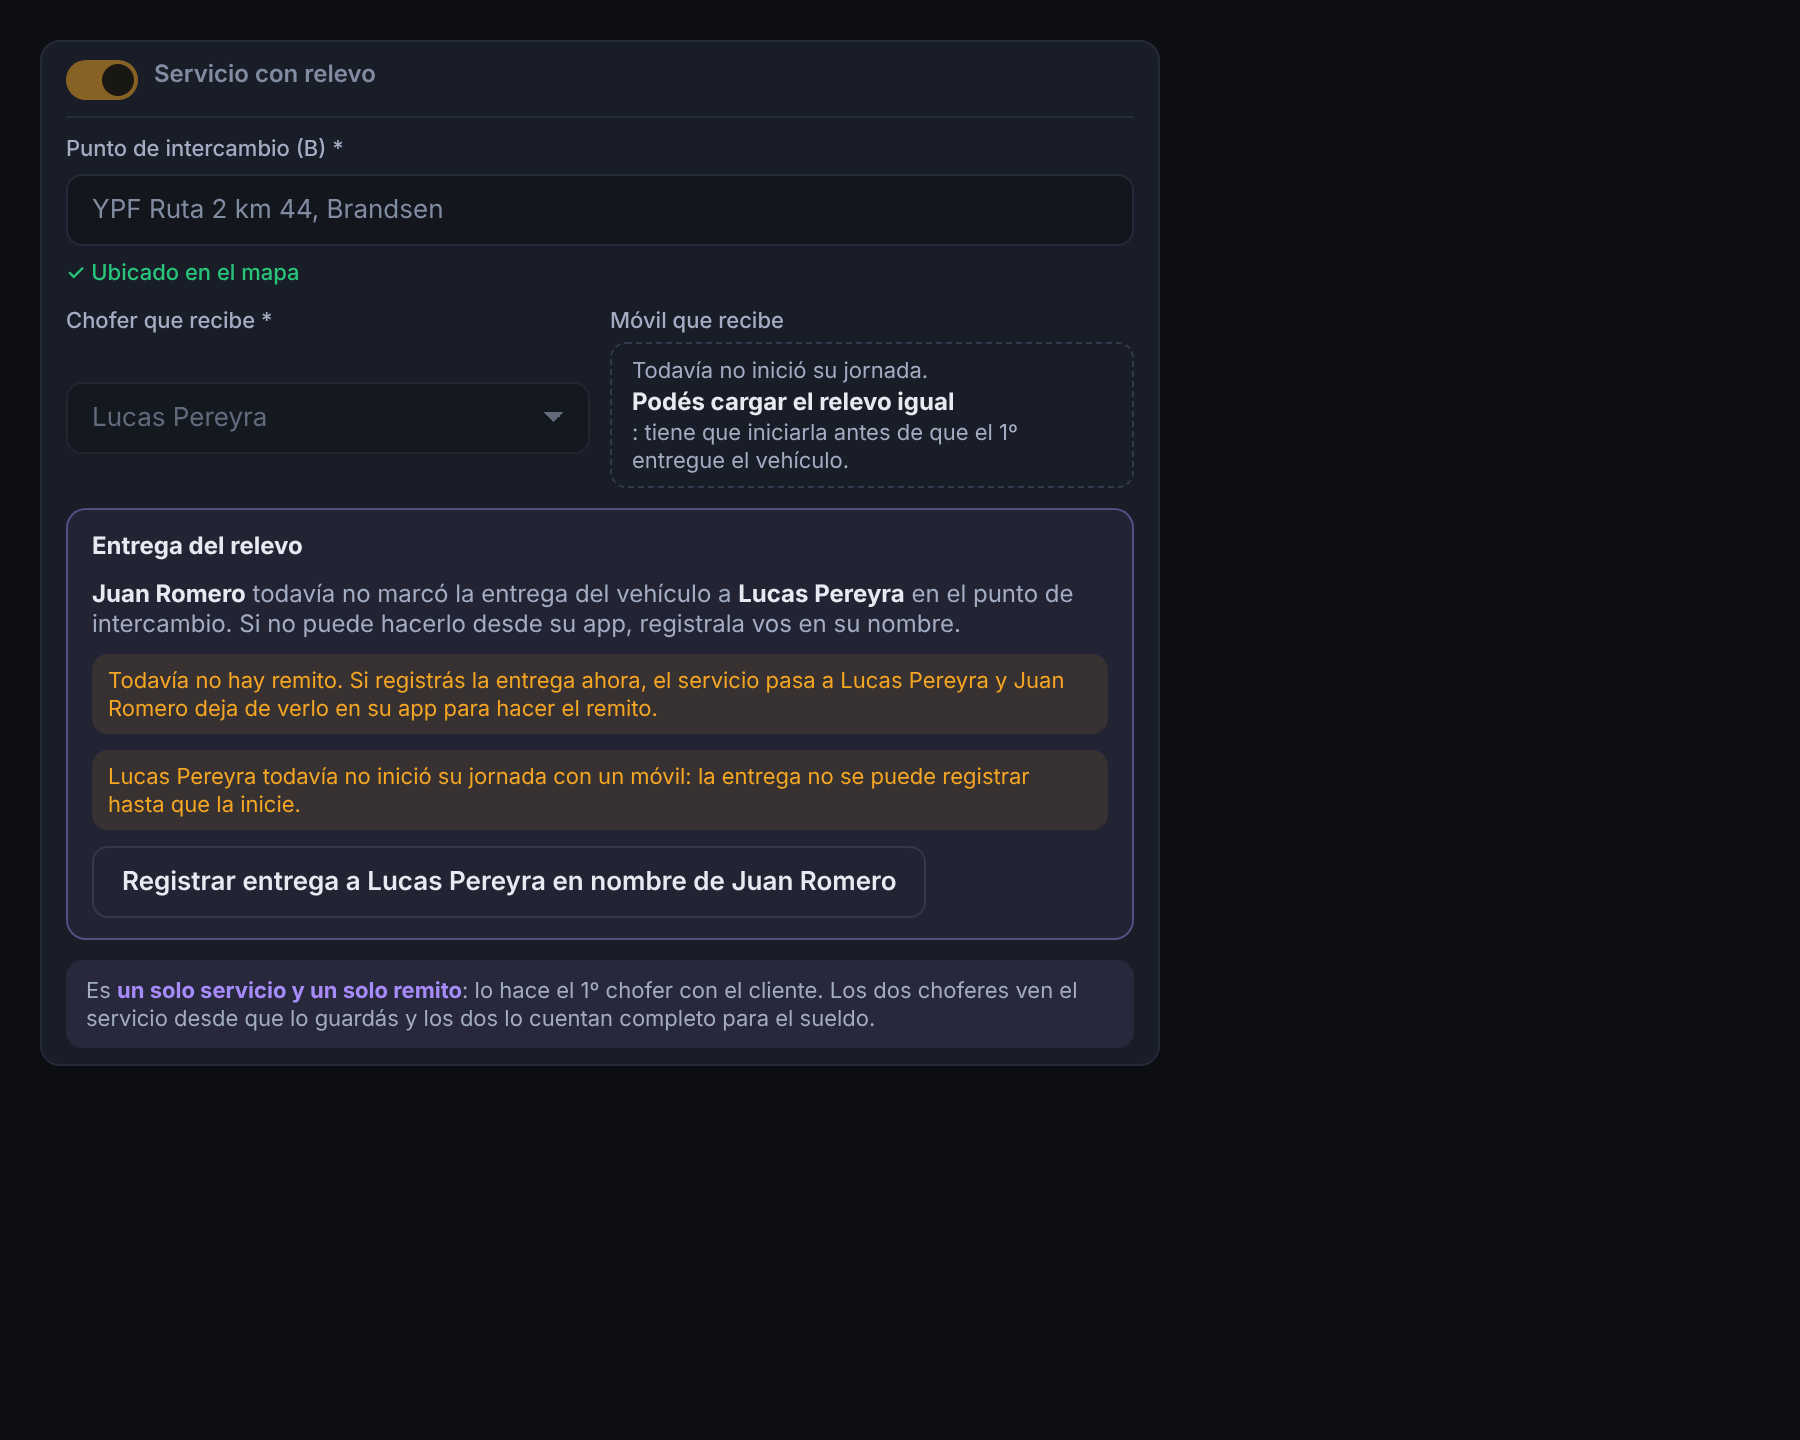 Servicio con relevo
Punto de intercambio (B) *
YPF Ruta 2 km 44, Brandsen
✓ Ubicado en el mapa
Chofer que recibe *
Lucas Pereyra
Móvil que recibe
Todavía no inició su jornada.
Podés cargar el relevo igual
: tiene que iniciarla antes de que el 1º
entregue el vehículo.
Entrega del relevo
Juan Romero todavía no marcó la entrega del vehículo a Lucas Pereyra en el punto de
intercambio. Si no puede hacerlo desde su app, registrala vos en su nombre.
Todavía no hay remito. Si registrás la entrega ahora, el servicio pasa a Lucas Pereyra y Juan
Romero deja de verlo en su app para hacer el remito.
Lucas Pereyra todavía no inició su jornada con un móvil: la entrega no se puede registrar
hasta que la inicie.
Registrar entrega a Lucas Pereyra en nombre de Juan Romero
Es un solo servicio y un solo remito: lo hace el 1º chofer con el cliente. Los dos choferes ven el
servicio desde que lo guardás y los dos lo cuentan completo para el sueldo.